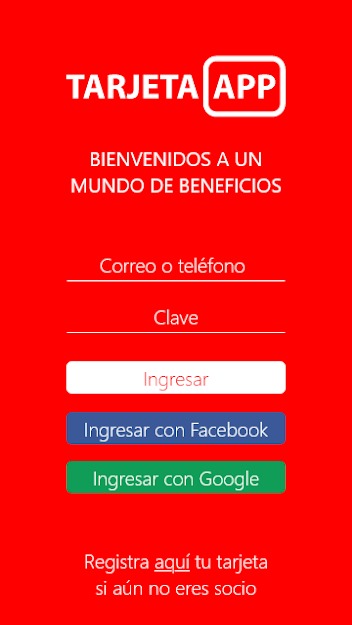 TARJETA APP
BIENVENIDOS A UN
MUNDO DE BENEFICIOS
Correo o teléfono
Clave
Ingresar
Ingresar con Facebook
Ingresar con Google
Registra aquí tu tarjeta
si aún no eres socio